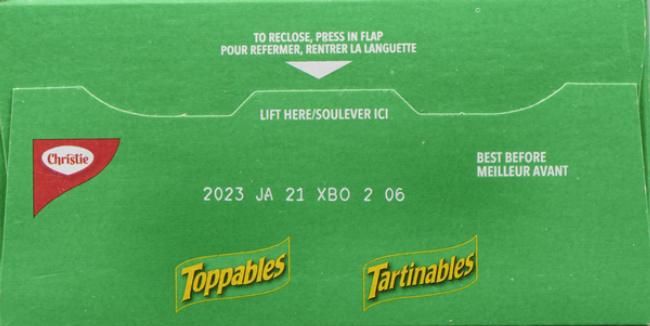 TO RECLOSE, PRESS IN FLAP
POUR REFERMER, RENTRER LA LANGUETTE
LIFT HERE/SOULEVER ICI
Christie
BEST BEFORE
MEILLEUR AVANT
2023 JA 21 XBO 2 06
Toppables
Tartinables